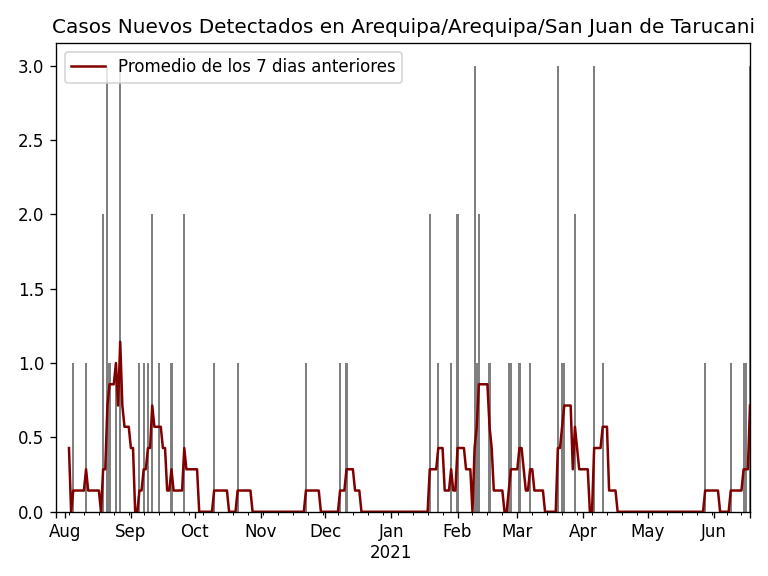 Casos Nuevos Detectados en Arequipa/Arequipa/San Juan de Tarucani
Promedio de los 7 dias anteriores
3.0
2.5
2.0
1.5
1.0
0.5
0.0
Aug Sep Oct Nov Dec Jan Feb Mar Apr May Jun
2021